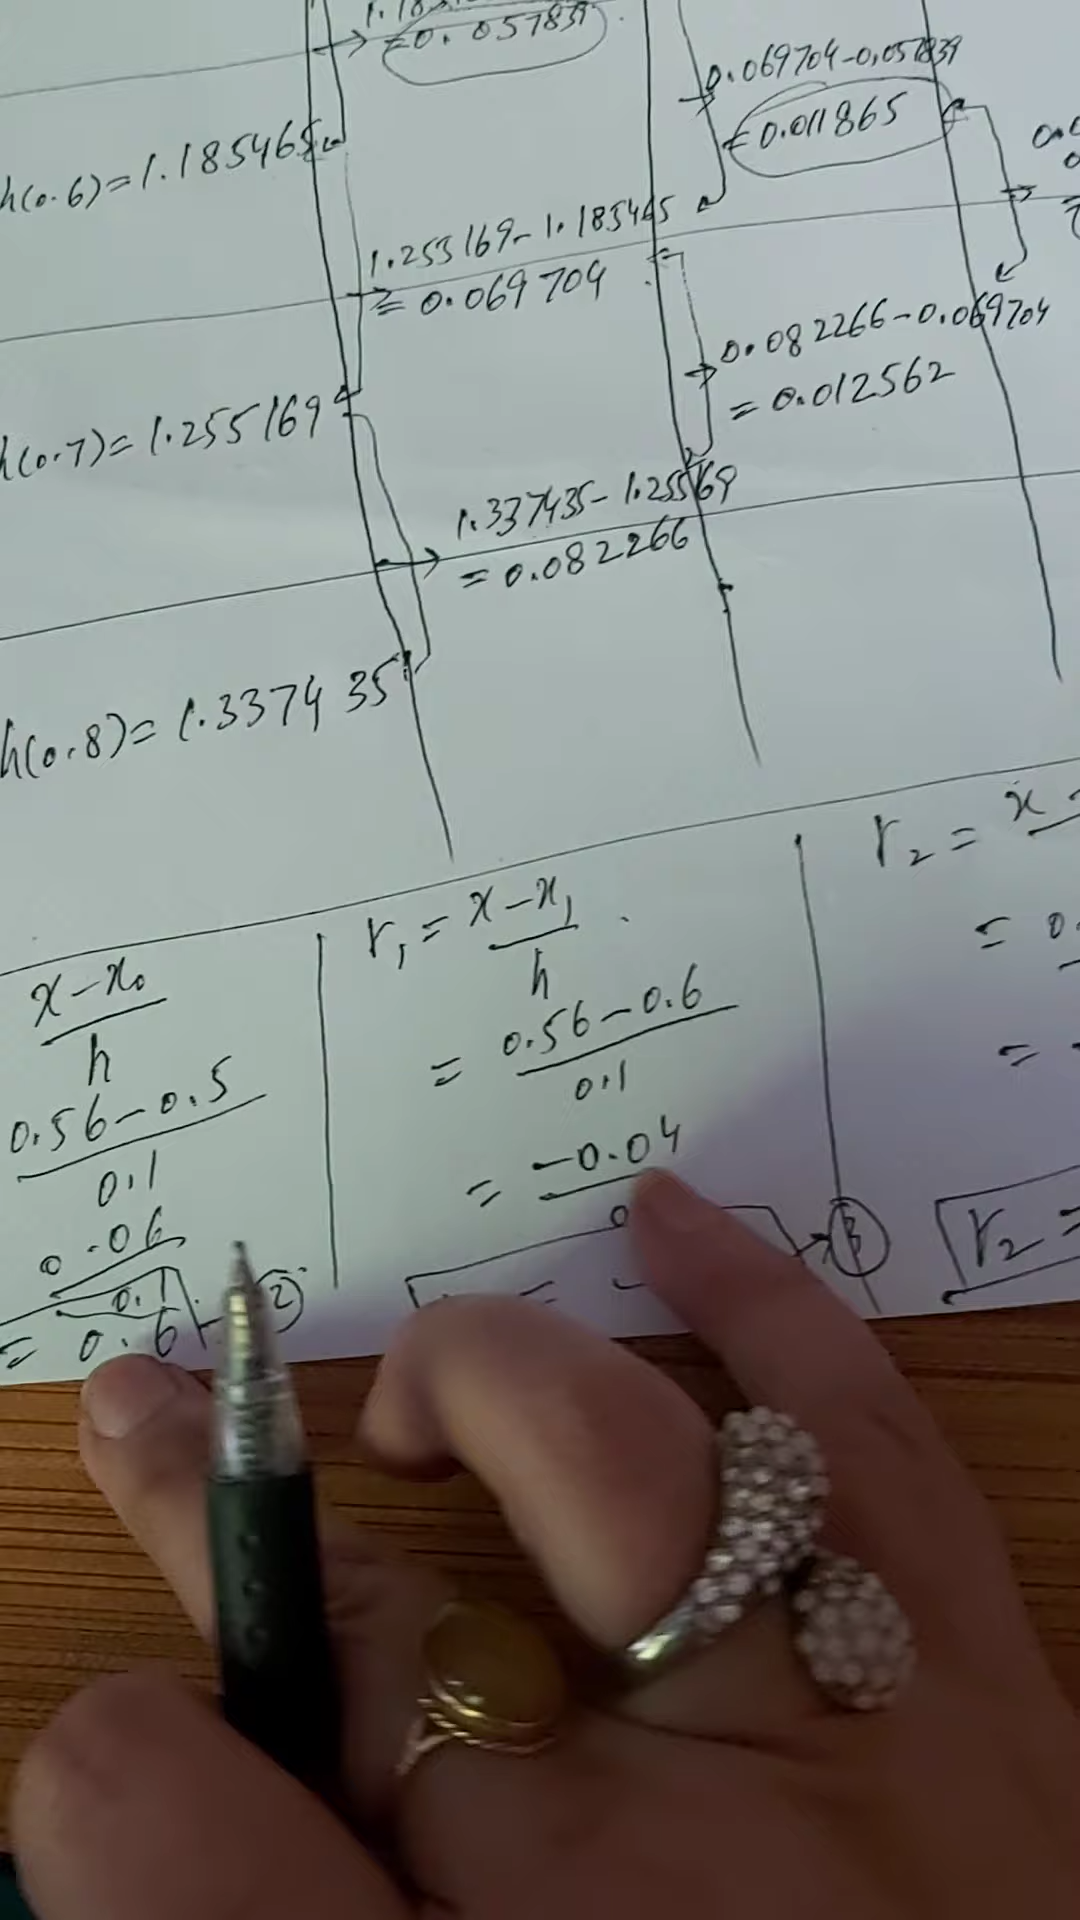 = 0.057839
0.069704-0.057839
= 0.011865
h(0.6)= 1.185465
1.253169-1.185465
= 0.069704
0.082266-0.069704
= 0.012562
h(0.7)= 1.255169
1.337435-1.255169
= 0.082266
h(0.8)= 1.337435
x-x₀
h
0.56-0.5
0.1
0.06
0.1
= 0.6
②
r₁ = x-x₁
h
= 0.56-0.6
0.1
= -0.04
③
r₂ = x
= 0.
=
r₂ =